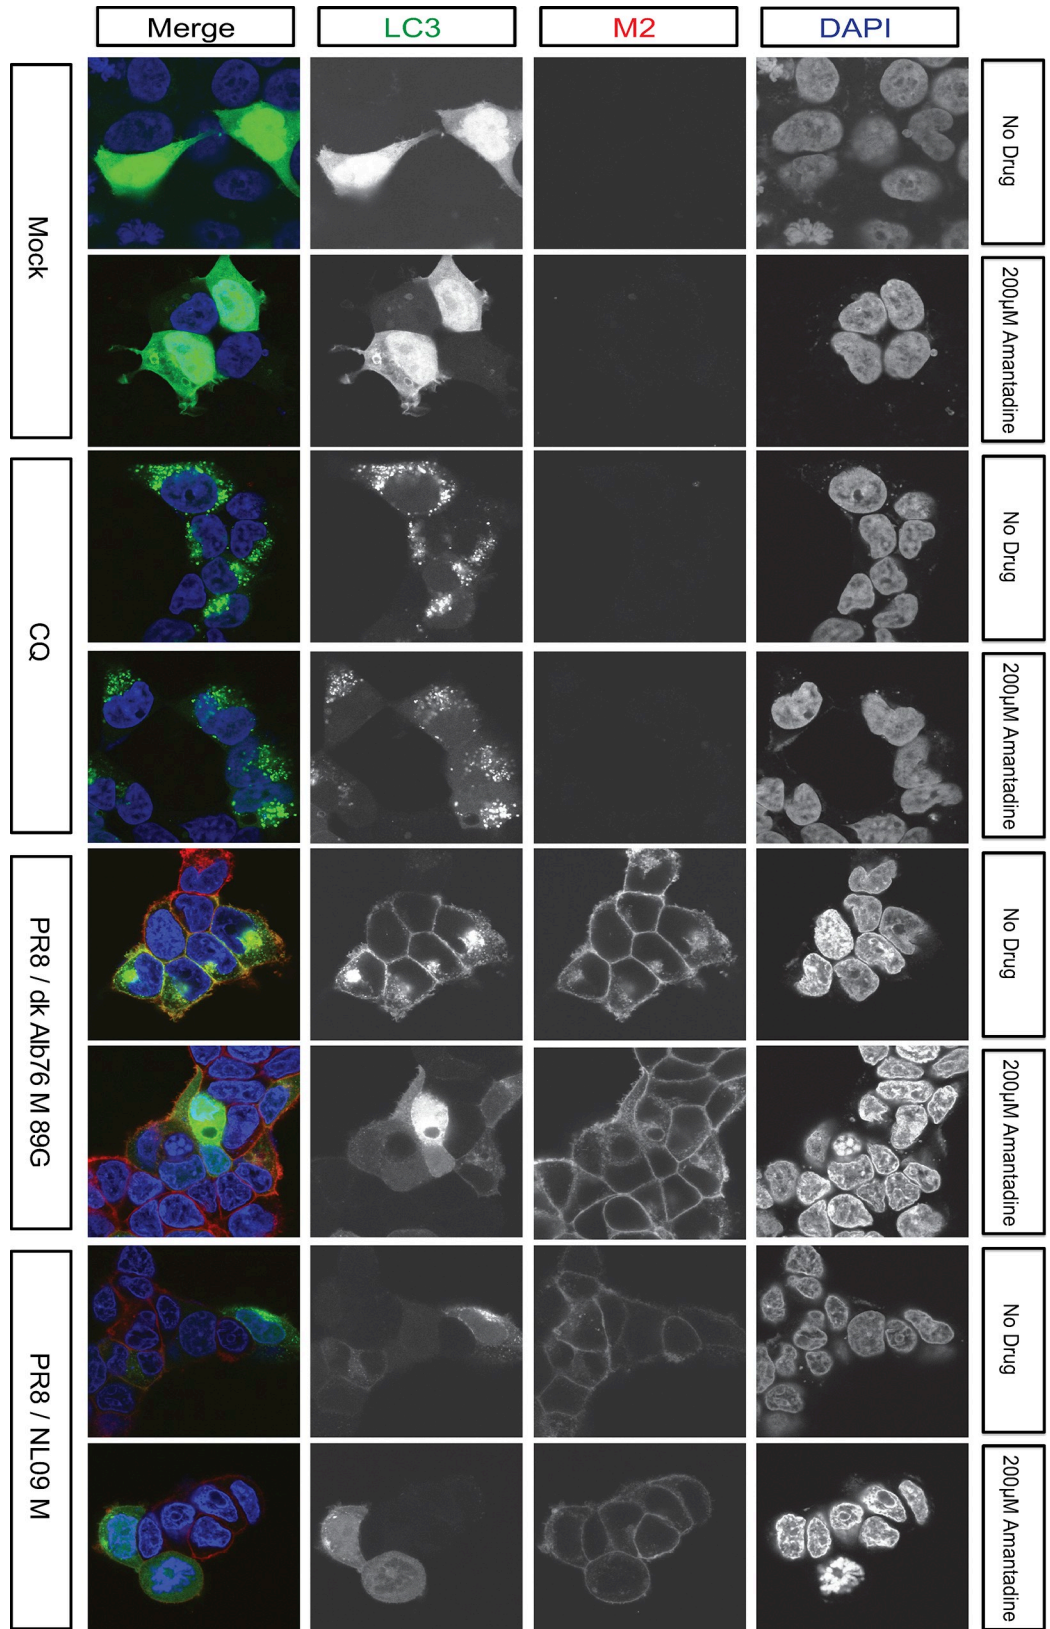 Merge LC3 M2 DAPI
Mock
No Drug
200µM Amantadine
CQ
No Drug
200µM Amantadine
PR8 / dk Alb76 M 89G
No Drug
200µM Amantadine
PR8 / NL09 M
No Drug
200µM Amantadine